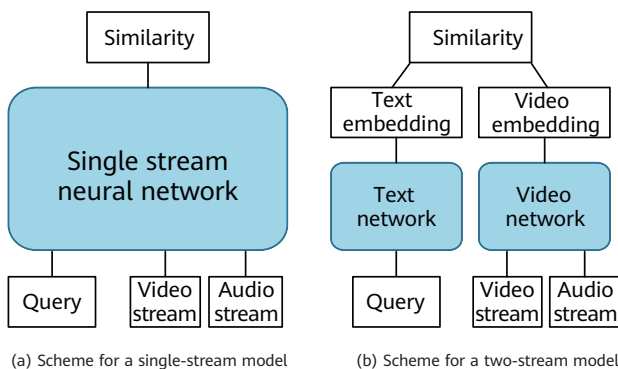 Similarity
Single stream
neural network
Query
Video
stream
Audio
stream
(a) Scheme for a single-stream model
Similarity
Text
embedding
Video
embedding
Text
network
Video
network
Query
Video
stream
Audio
stream
(b) Scheme for a two-stream model